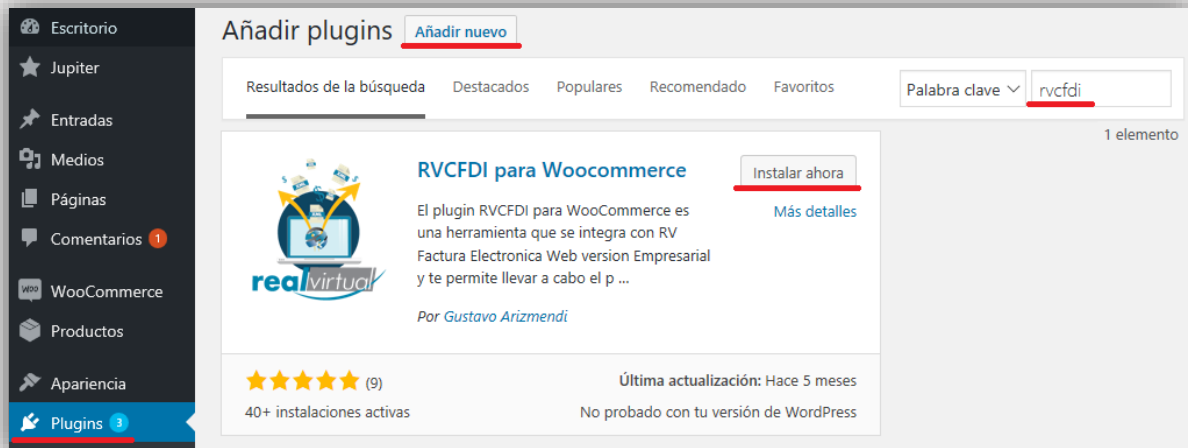 Escritorio
Jupiter
Entradas
Medios
Páginas
Comentarios 1
WOO WooCommerce
Productos
Apariencia
Plugins 3
Añadir plugins Añadir nuevo
Resultados de la búsqueda Destacados Populares Recomendado Favoritos Palabra clave rvcfdi
1 elemento
realvirtual
RVCFDI para Woocommerce
El plugin RVCFDI para WooCommerce es
una herramienta que se integra con RV
Factura Electronica Web version Empresarial
y te permite llevar a cabo el p ...
Por Gustavo Arizmendi
Instalar ahora
Más detalles
(9)
40+ instalaciones activas
Última actualización: Hace 5 meses
No probado con tu versión de WordPress